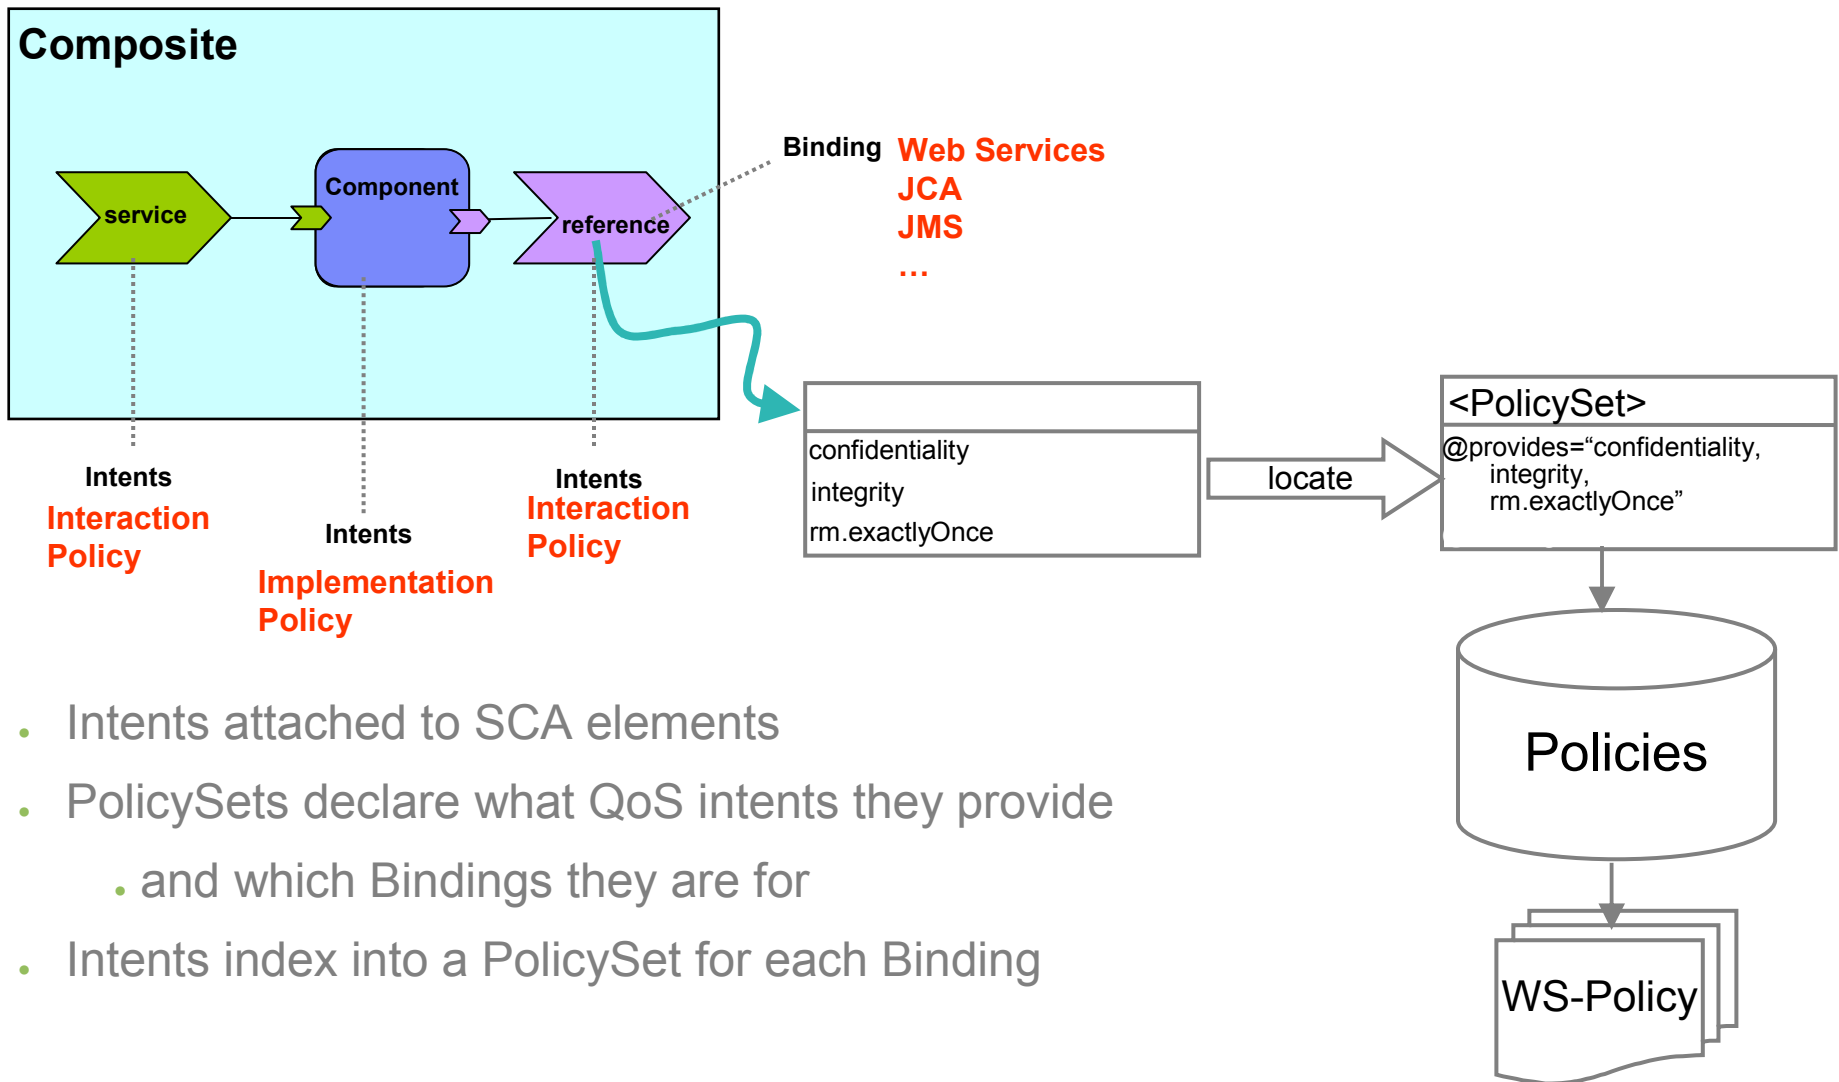 Composite
service
Component
reference
Binding
Web Services
JCA
JMS
…
Intents
Interaction
Policy
Intents
Implementation
Policy
Intents
Interaction
Policy
confidentiality
integrity
rm.exactlyOnce
locate
<PolicySet>
@provides=“confidentiality,
integrity,
rm.exactlyOnce”
Policies
WS-Policy
• Intents attached to SCA elements
• PolicySets declare what QoS intents they provide
• and which Bindings they are for
• Intents index into a PolicySet for each Binding